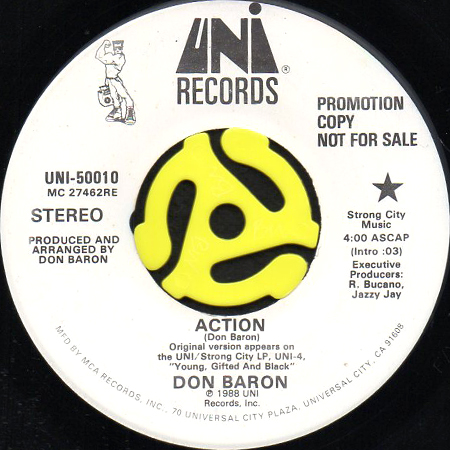 UNI
RECORDS®
PROMOTION
COPY
NOT FOR SALE
UNI-50010
MC 27462RE
STEREO
PRODUCED AND
ARRANGED BY
DON BARON
Strong City
Music
4:00 ASCAP
(Intro :03)
Executive
Producers:
R. Bucano,
Jazzy Jay
ACTION
(Don Baron)
Original version appears on
the UNI/Strong City LP, UNI-4,
"Young, Gifted And Black"
DON BARON
℗ 1988 UNI
Records, Inc.
MFD BY MCA RECORDS, INC., 70 UNIVERSAL CITY PLAZA, UNIVERSAL CITY, CA 91608